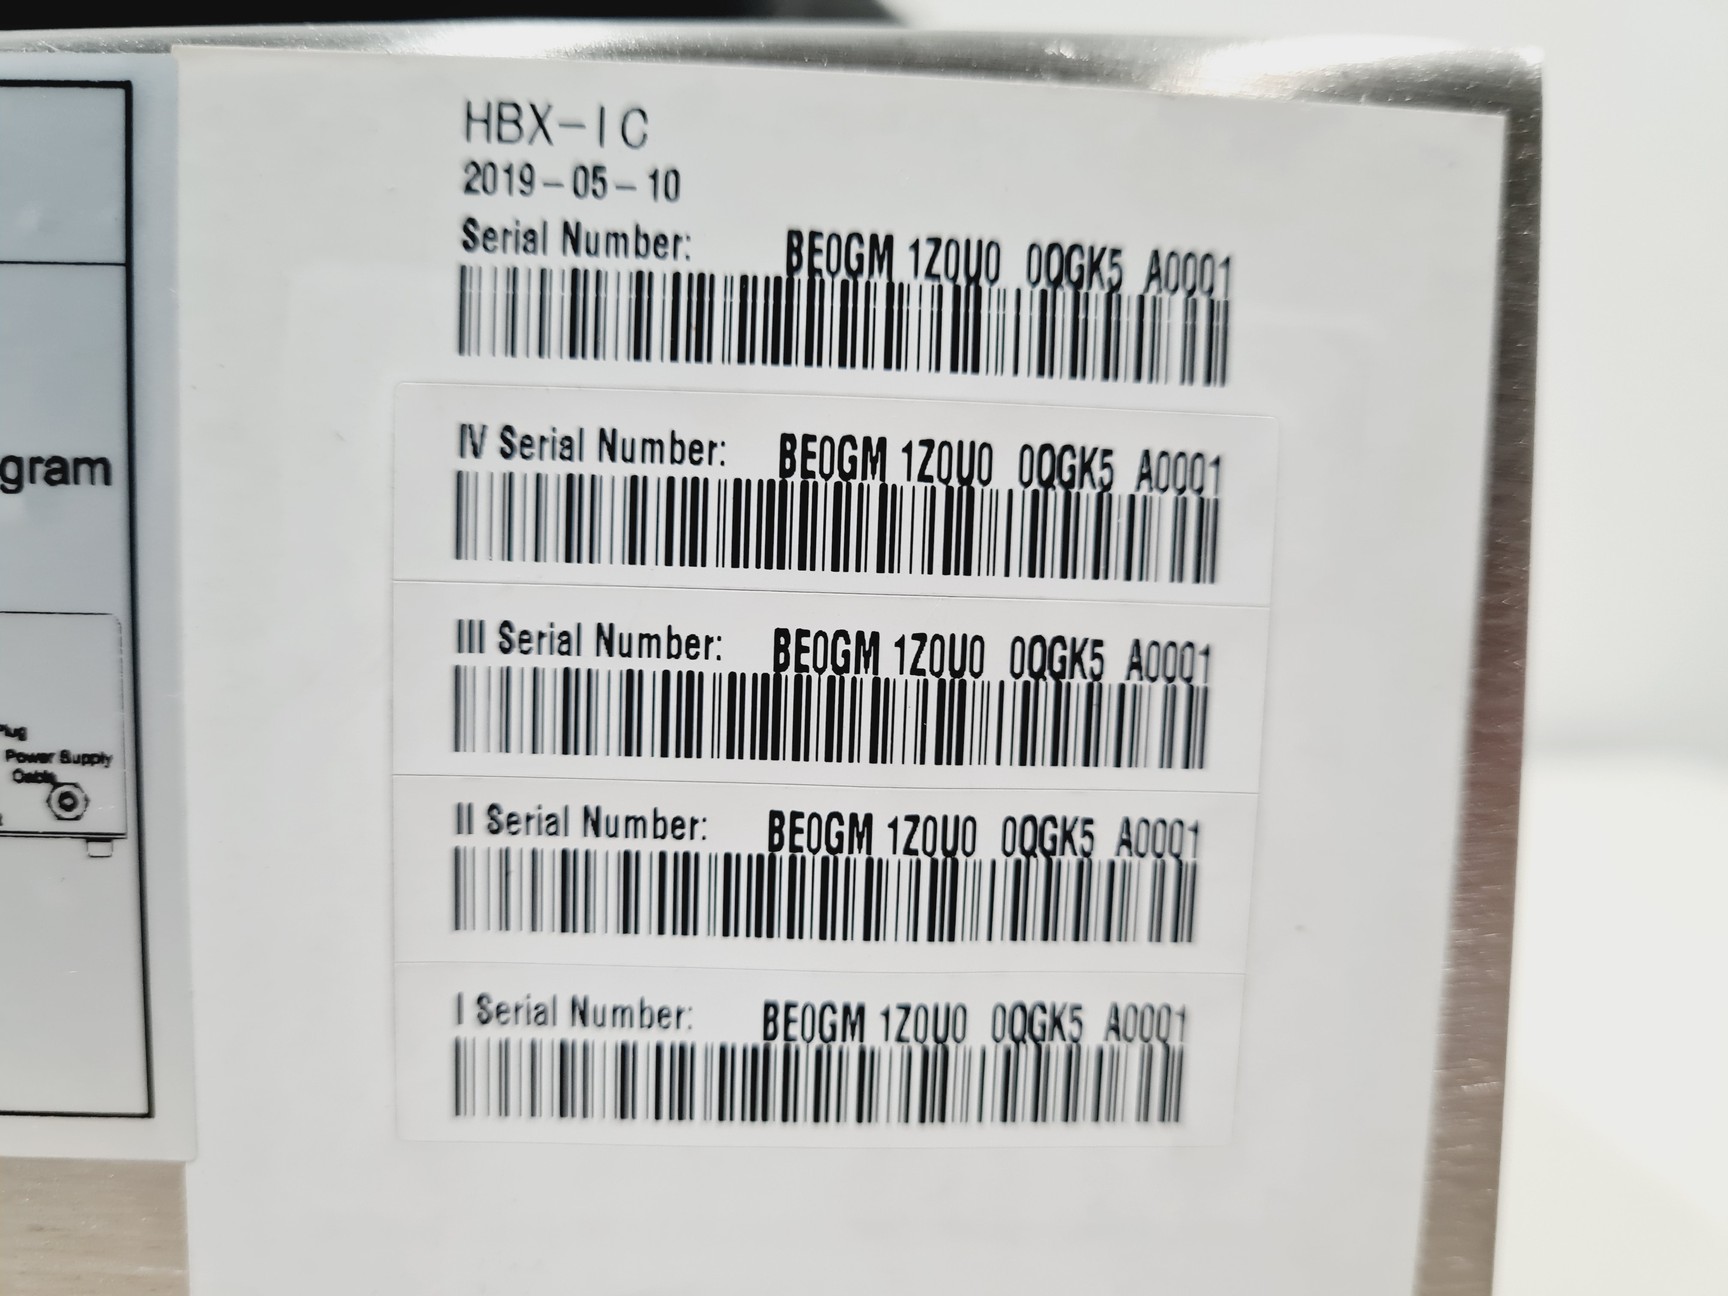 HBX-IC
2019-05-10
Serial Number: BE0GM 1Z0U0 0QGK5 A0001
IV Serial Number: BE0GM 1Z0U0 0QGK5 A0001
III Serial Number: BE0GM 1Z0U0 0QGK5 A0001
II Serial Number: BE0GM 1Z0U0 0QGK5 A0001
I Serial Number: BE0GM 1Z0U0 0QGK5 A0001
gram
Plug
Power Supply
Cable